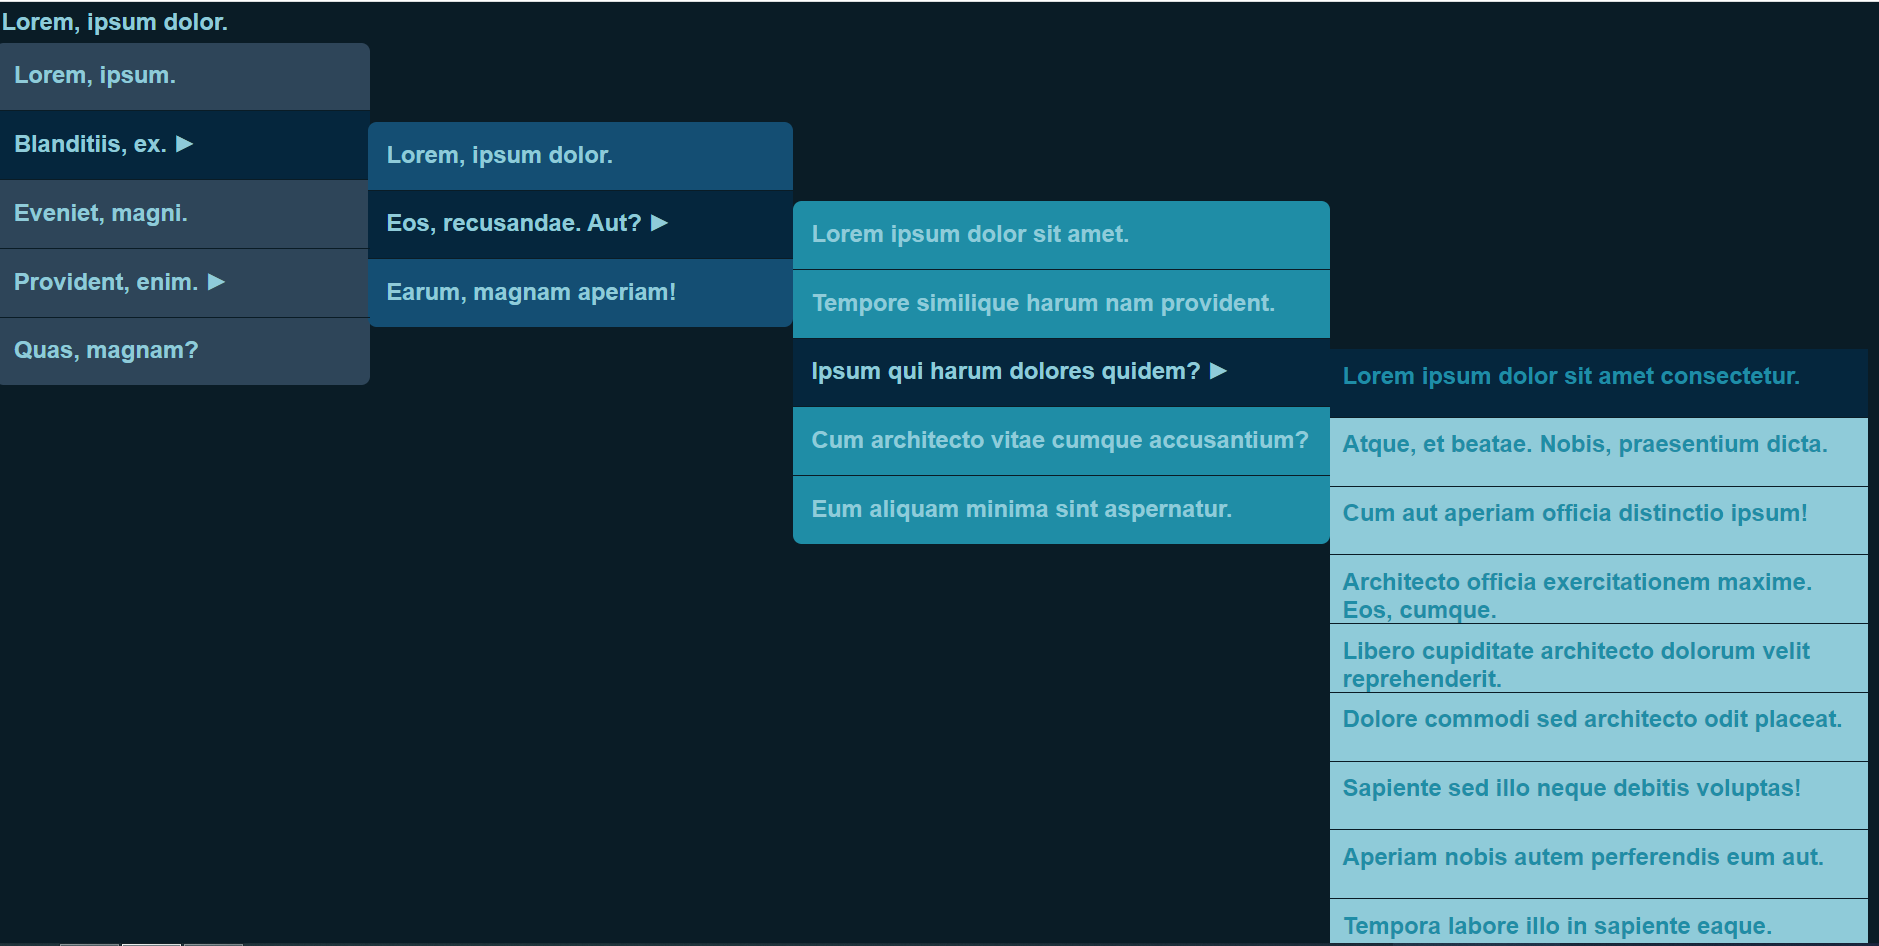 Lorem, ipsum dolor.
Lorem, ipsum.
Blanditiis, ex. ▶
Eveniet, magni.
Provident, enim. ▶
Quas, magnam?
Lorem, ipsum dolor.
Eos, recusandae. Aut? ▶
Earum, magnam aperiam!
Lorem ipsum dolor sit amet.
Tempore similique harum nam provident.
Ipsum qui harum dolores quidem? ▶
Cum architecto vitae cumque accusantium?
Eum aliquam minima sint aspernatur.
Lorem ipsum dolor sit amet consectetur.
Atque, et beatae. Nobis, praesentium dicta.
Cum aut aperiam officia distinctio ipsum!
Architecto officia exercitationem maxime.
Eos, cumque.
Libero cupiditate architecto dolorum velit
reprehenderit.
Dolore commodi sed architecto odit placeat.
Sapiente sed illo neque debitis voluptas!
Aperiam nobis autem perferendis eum aut.
Tempora labore illo in sapiente eaque.